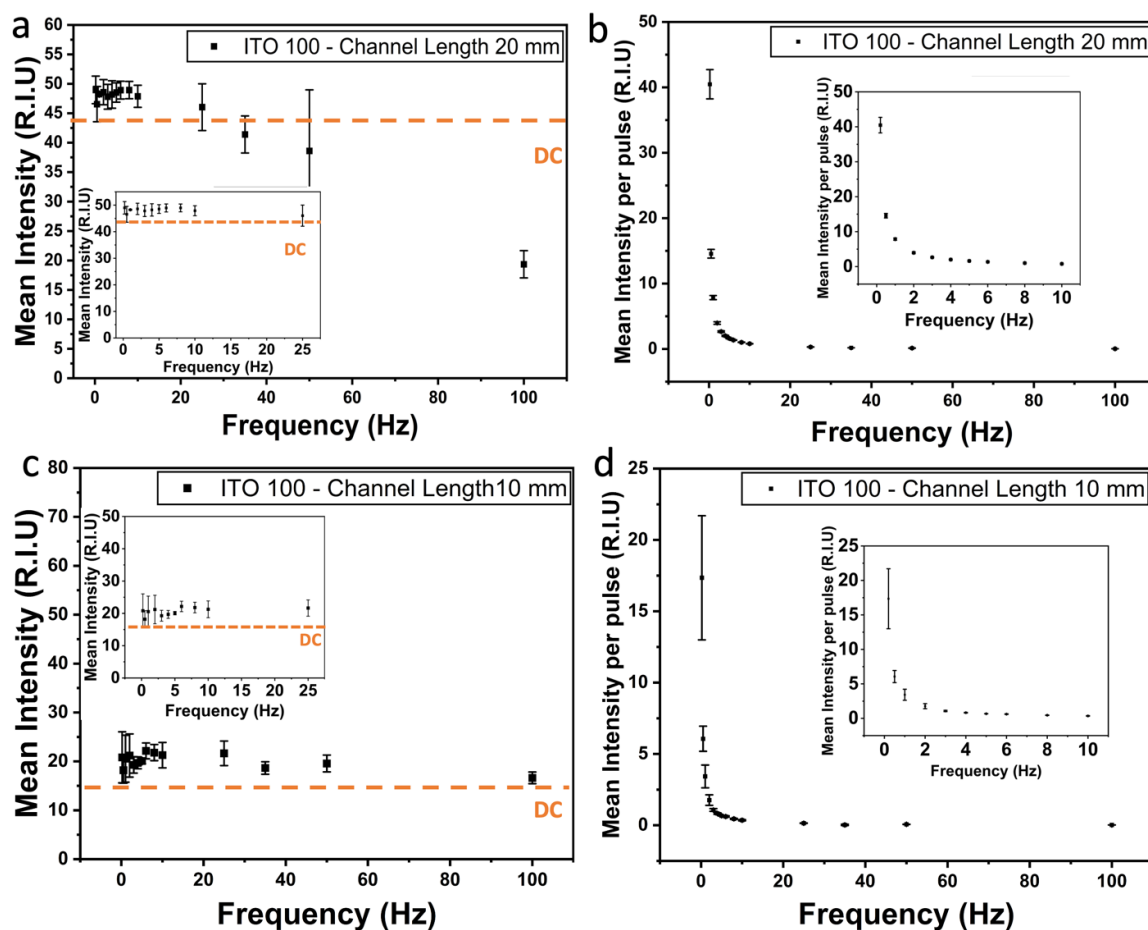 a
ITO 100 - Channel Length 20 mm
Mean Intensity (R.I.U)
60
55
50
45
40
35
30
25
20
15
10
5
0
DC
Mean Intensity (R.I.U)
50
40
30
20
10
0
DC
0 5 10 15 20 25
Frequency (Hz)
0 20 40 60 80 100
Frequency (Hz)
b
ITO 100 - Channel Length 20 mm
Mean Intensity per pulse (R.I.U)
50
40
30
20
10
0
Mean Intensity per pulse (R.I.U)
50
40
30
20
10
0
0 2 4 6 8 10
Frequency (Hz)
0 20 40 60 80 100
Frequency (Hz)
c
ITO 100 - Channel Length10 mm
Mean Intensity (R.I.U)
80
70
60
50
40
30
20
10
0
Mean Intensity (R.I.U)
50
40
30
20
10
0
DC
0 5 10 15 20 25
Frequency (Hz)
DC
0 20 40 60 80 100
Frequency (Hz)
d
ITO 100 - Channel Length 10 mm
Mean Intensity per pulse (R.I.U)
25
20
15
10
5
0
Mean Intensity per pulse (R.I.U)
25
20
15
10
5
0
0 2 4 6 8 10
Frequency (Hz)
0 20 40 60 80 100
Frequency (Hz)